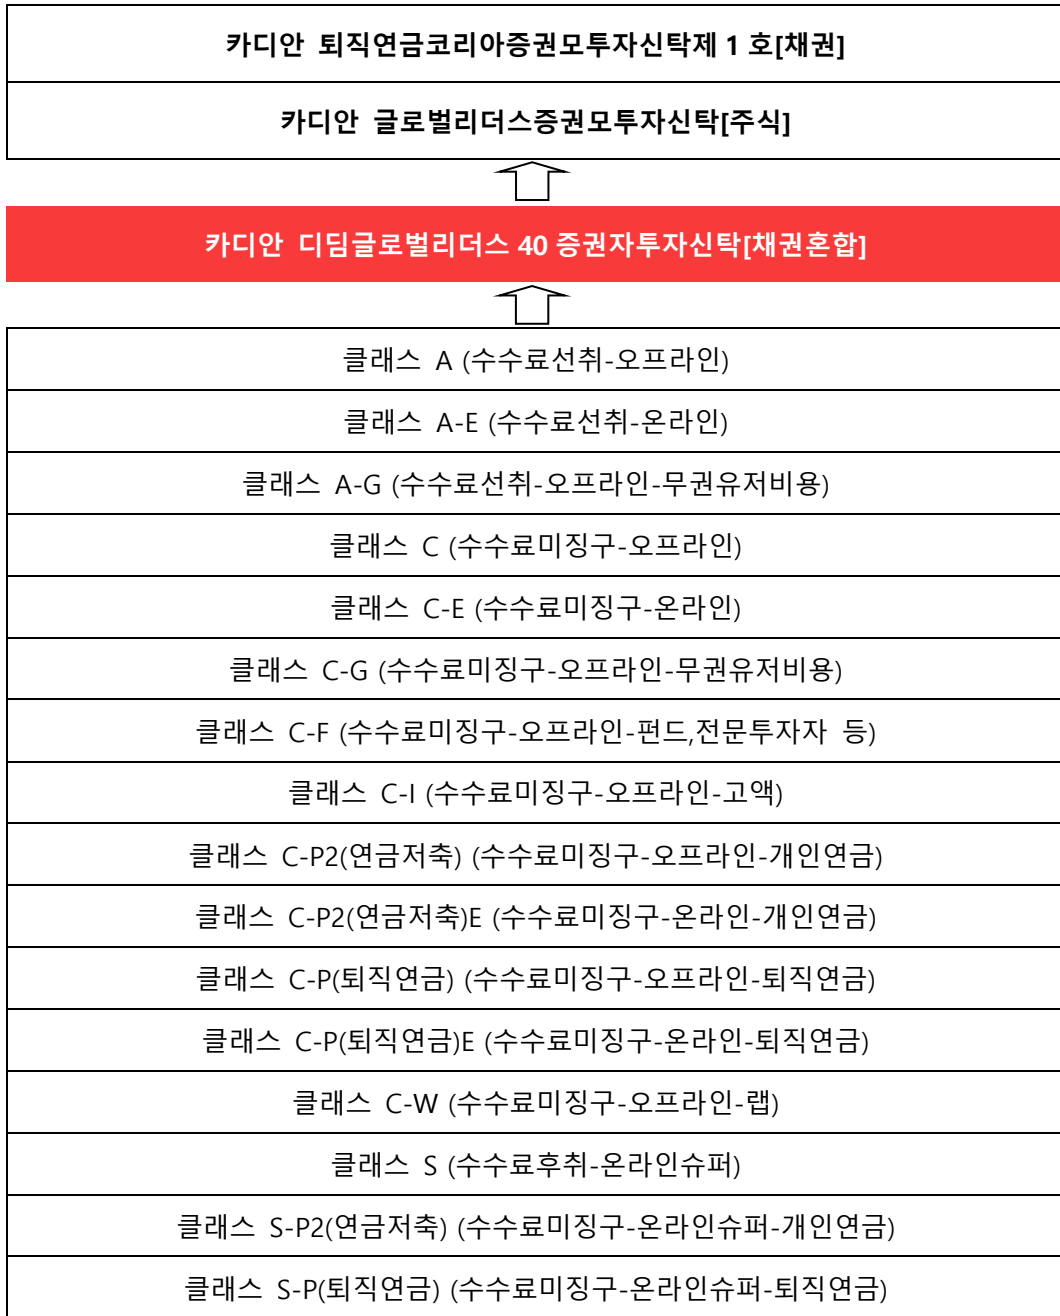 카디안 퇴직연금코리아증권모투자신탁제 1 호[채권]
카디안 글로벌리더스증권모투자신탁[주식]
카디안 디딤글로벌리더스 40 증권자투자신탁[채권혼합]
클래스 A (수수료선취-오프라인)
클래스 A-E (수수료선취-온라인)
클래스 A-G (수수료선취-오프라인-무권유저비용)
클래스 C (수수료미징구-오프라인)
클래스 C-E (수수료미징구-온라인)
클래스 C-G (수수료미징구-오프라인-무권유저비용)
클래스 C-F (수수료미징구-오프라인-펀드,전문투자자 등)
클래스 C-I (수수료미징구-오프라인-고액)
클래스 C-P2(연금저축) (수수료미징구-오프라인-개인연금)
클래스 C-P2(연금저축)E (수수료미징구-온라인-개인연금)
클래스 C-P(퇴직연금) (수수료미징구-오프라인-퇴직연금)
클래스 C-P(퇴직연금)E (수수료미징구-온라인-퇴직연금)
클래스 C-W (수수료미징구-오프라인-랩)
클래스 S (수수료후취-온라인슈퍼)
클래스 S-P2(연금저축) (수수료미징구-온라인슈퍼-개인연금)
클래스 S-P(퇴직연금) (수수료미징구-온라인슈퍼-퇴직연금)